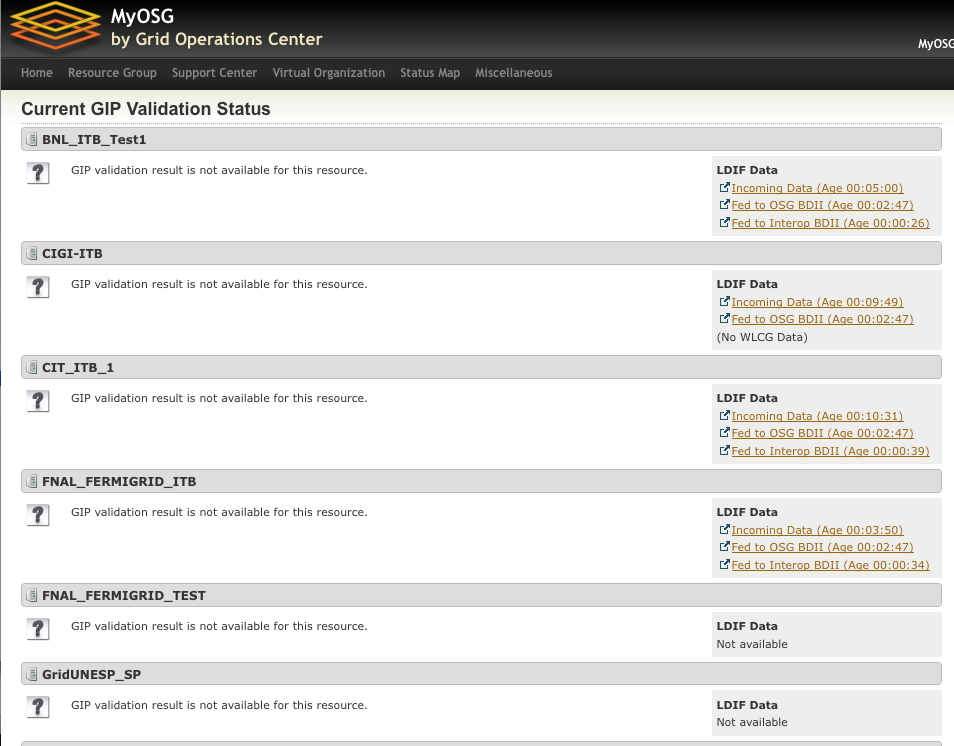 MyOSG
by Grid Operations Center
MyOSG
Home Resource Group Support Center Virtual Organization Status Map Miscellaneous
Current GIP Validation Status
BNL_ITB_Test1
? GIP validation result is not available for this resource.
LDIF Data
Incoming Data (Age 00:05:00)
Fed to OSG BDII (Age 00:02:47)
Fed to Interop BDII (Age 00:00:26)
CIGI-ITB
? GIP validation result is not available for this resource.
LDIF Data
Incoming Data (Age 00:09:49)
Fed to OSG BDII (Age 00:02:47)
(No WLCG Data)
CIT_ITB_1
? GIP validation result is not available for this resource.
LDIF Data
Incoming Data (Age 00:10:31)
Fed to OSG BDII (Age 00:02:47)
Fed to Interop BDII (Age 00:00:39)
FNAL_FERMIGRID_ITB
? GIP validation result is not available for this resource.
LDIF Data
Incoming Data (Age 00:03:50)
Fed to OSG BDII (Age 00:02:47)
Fed to Interop BDII (Age 00:00:34)
FNAL_FERMIGRID_TEST
? GIP validation result is not available for this resource.
LDIF Data
Not available
GridUNESP_SP
? GIP validation result is not available for this resource.
LDIF Data
Not available